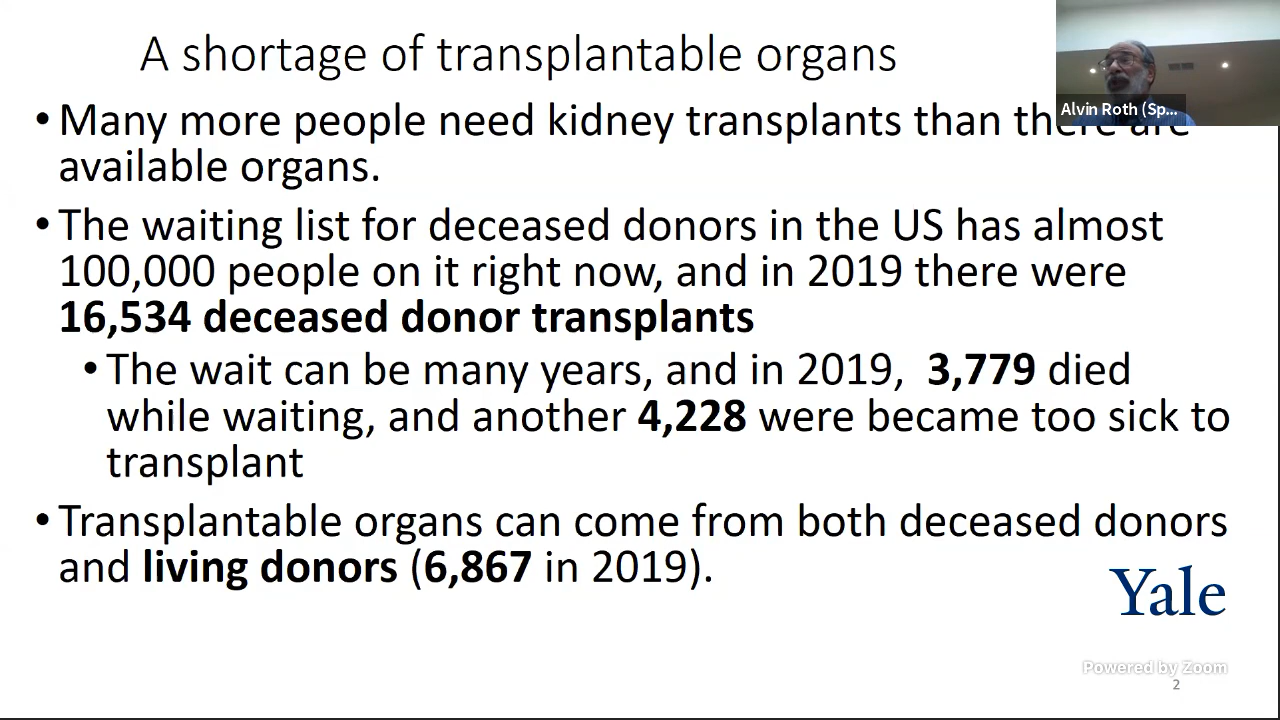 A shortage of transplantable organs
Alvin Roth (Sp...
• Many more people need kidney transplants than there are
available organs.
• The waiting list for deceased donors in the US has almost
100,000 people on it right now, and in 2019 there were
16,534 deceased donor transplants
• The wait can be many years, and in 2019, 3,779 died
while waiting, and another 4,228 were became too sick to
transplant
• Transplantable organs can come from both deceased donors
and living donors (6,867 in 2019).
Yale
Powered by Zoom
2